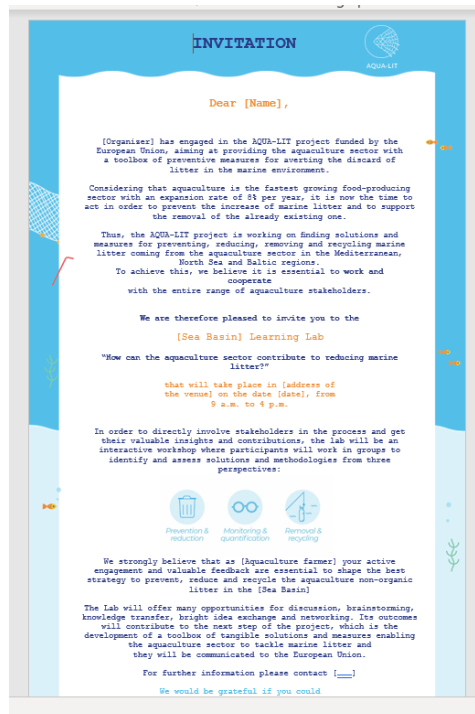 INVITATION
AQUA-LIT
Dear [Name],
[Organizer] has engaged in the AQUA-LIT project funded by the
European Union, aiming at providing the aquaculture sector with
a toolbox of preventive measures for averting the discard of
litter in the marine environment.
Considering that aquaculture is the fastest growing food-producing
sector with an expansion rate of 8% per year, it is now the time to
act in order to prevent the increase of marine litter and to support
the removal of the already existing one.
Thus, the AQUA-LIT project is working on finding solutions and
measures for preventing, reducing, removing and recycling marine
litter coming from the aquaculture sector in the Mediterranean,
North Sea and Baltic regions.
To achieve this, we believe it is essential to work and
cooperate
with the entire range of aquaculture stakeholders.
We are therefore pleased to invite you to the
[Sea Basin] Learning Lab
“How can the aquaculture sector contribute to reducing marine
litter?”
that will take place in [address of
the venue] on the date [date], from
9 a.m. to 4 p.m.
In order to directly involve stakeholders in the process and get
their valuable insights and contributions, the lab will be an
interactive workshop where participants will work in groups to
identify and assess solutions and methodologies from three
perspectives:
Prevention & reduction
Monitoring & quantification
Removal & recycling
We strongly believe that as [Aquaculture farmer] your active
engagement and valuable feedback are essential to shape the best
strategy to prevent, reduce and recycle the aquaculture non-organic
litter in the [Sea Basin]
The Lab will offer many opportunities for discussion, brainstorming,
knowledge transfer, bright idea exchange and networking. Its outcomes
will contribute to the next step of the project, which is the
development of a toolbox of tangible solutions and measures enabling
the aquaculture sector to tackle marine litter and
they will be communicated to the European Union.
For further information please contact [___]
We would be grateful if you could